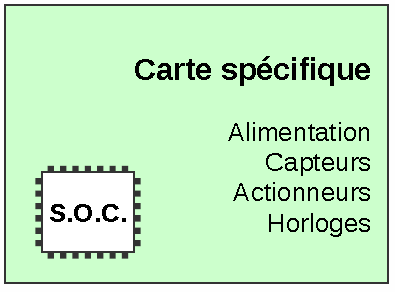 Carte spécifique
Alimentation
Capteurs
Actionneurs
Horloges
S.O.C.